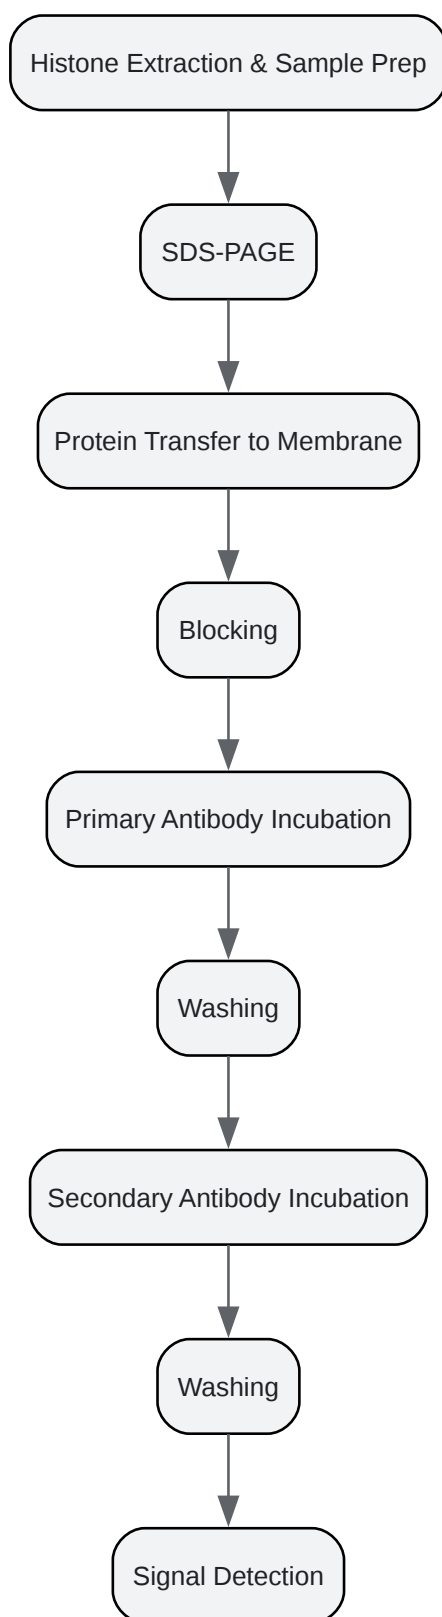 Histone Extraction & Sample Prep
SDS-PAGE
Protein Transfer to Membrane
Blocking
Primary Antibody Incubation
Washing
Secondary Antibody Incubation
Washing
Signal Detection